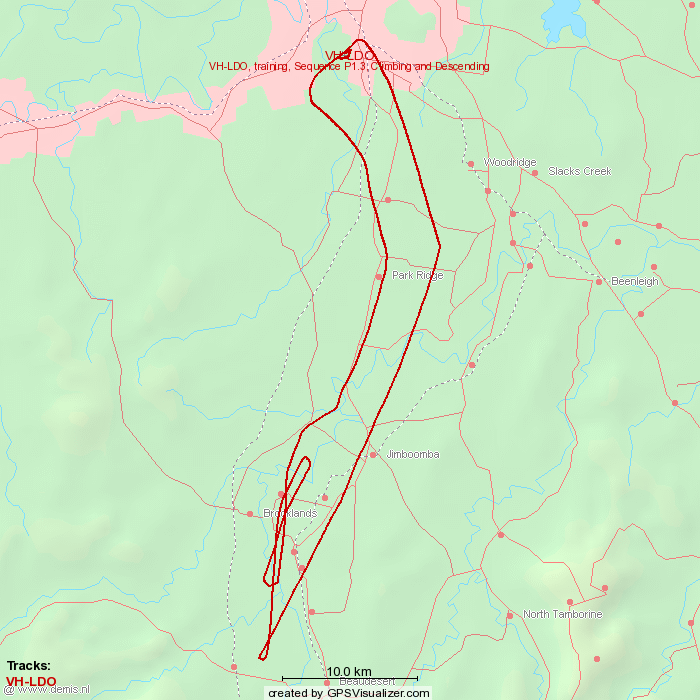 VH-LDO
VH-LDO, training, Sequence P1.3, Climbing and Descending
Woodridge
Slacks Creek
Park Ridge
Beenleigh
Jimboomba
Brooklands
North Tamborine
Tracks:
10.0 km
VH-LDO
Beaudesert
@ www.demis.nl
created by GPSVisualizer.com